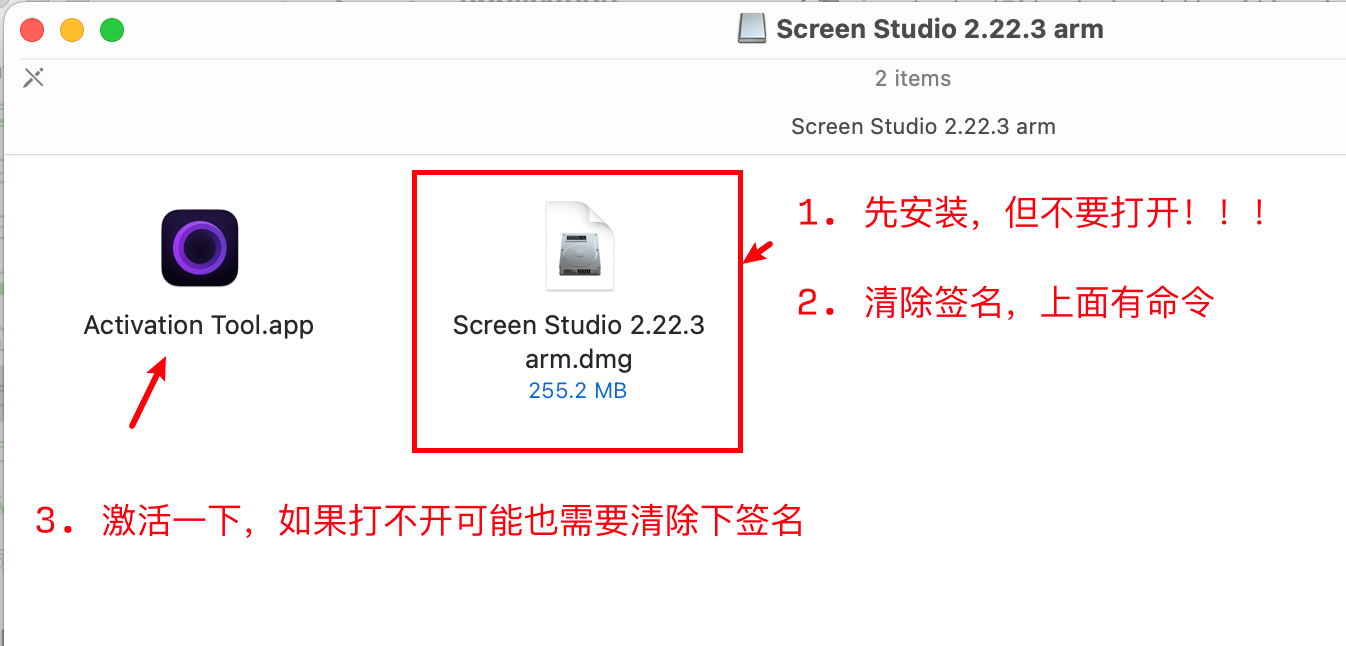 Screen Studio 2.22.3 arm
2 items
Screen Studio 2.22.3 arm
Activation Tool.app
Screen Studio 2.22.3
arm.dmg
255.2 MB
1. 先安装，但不要打开！！！
2. 清除签名，上面有命令
3. 激活一下，如果打不开可能也需要清除下签名